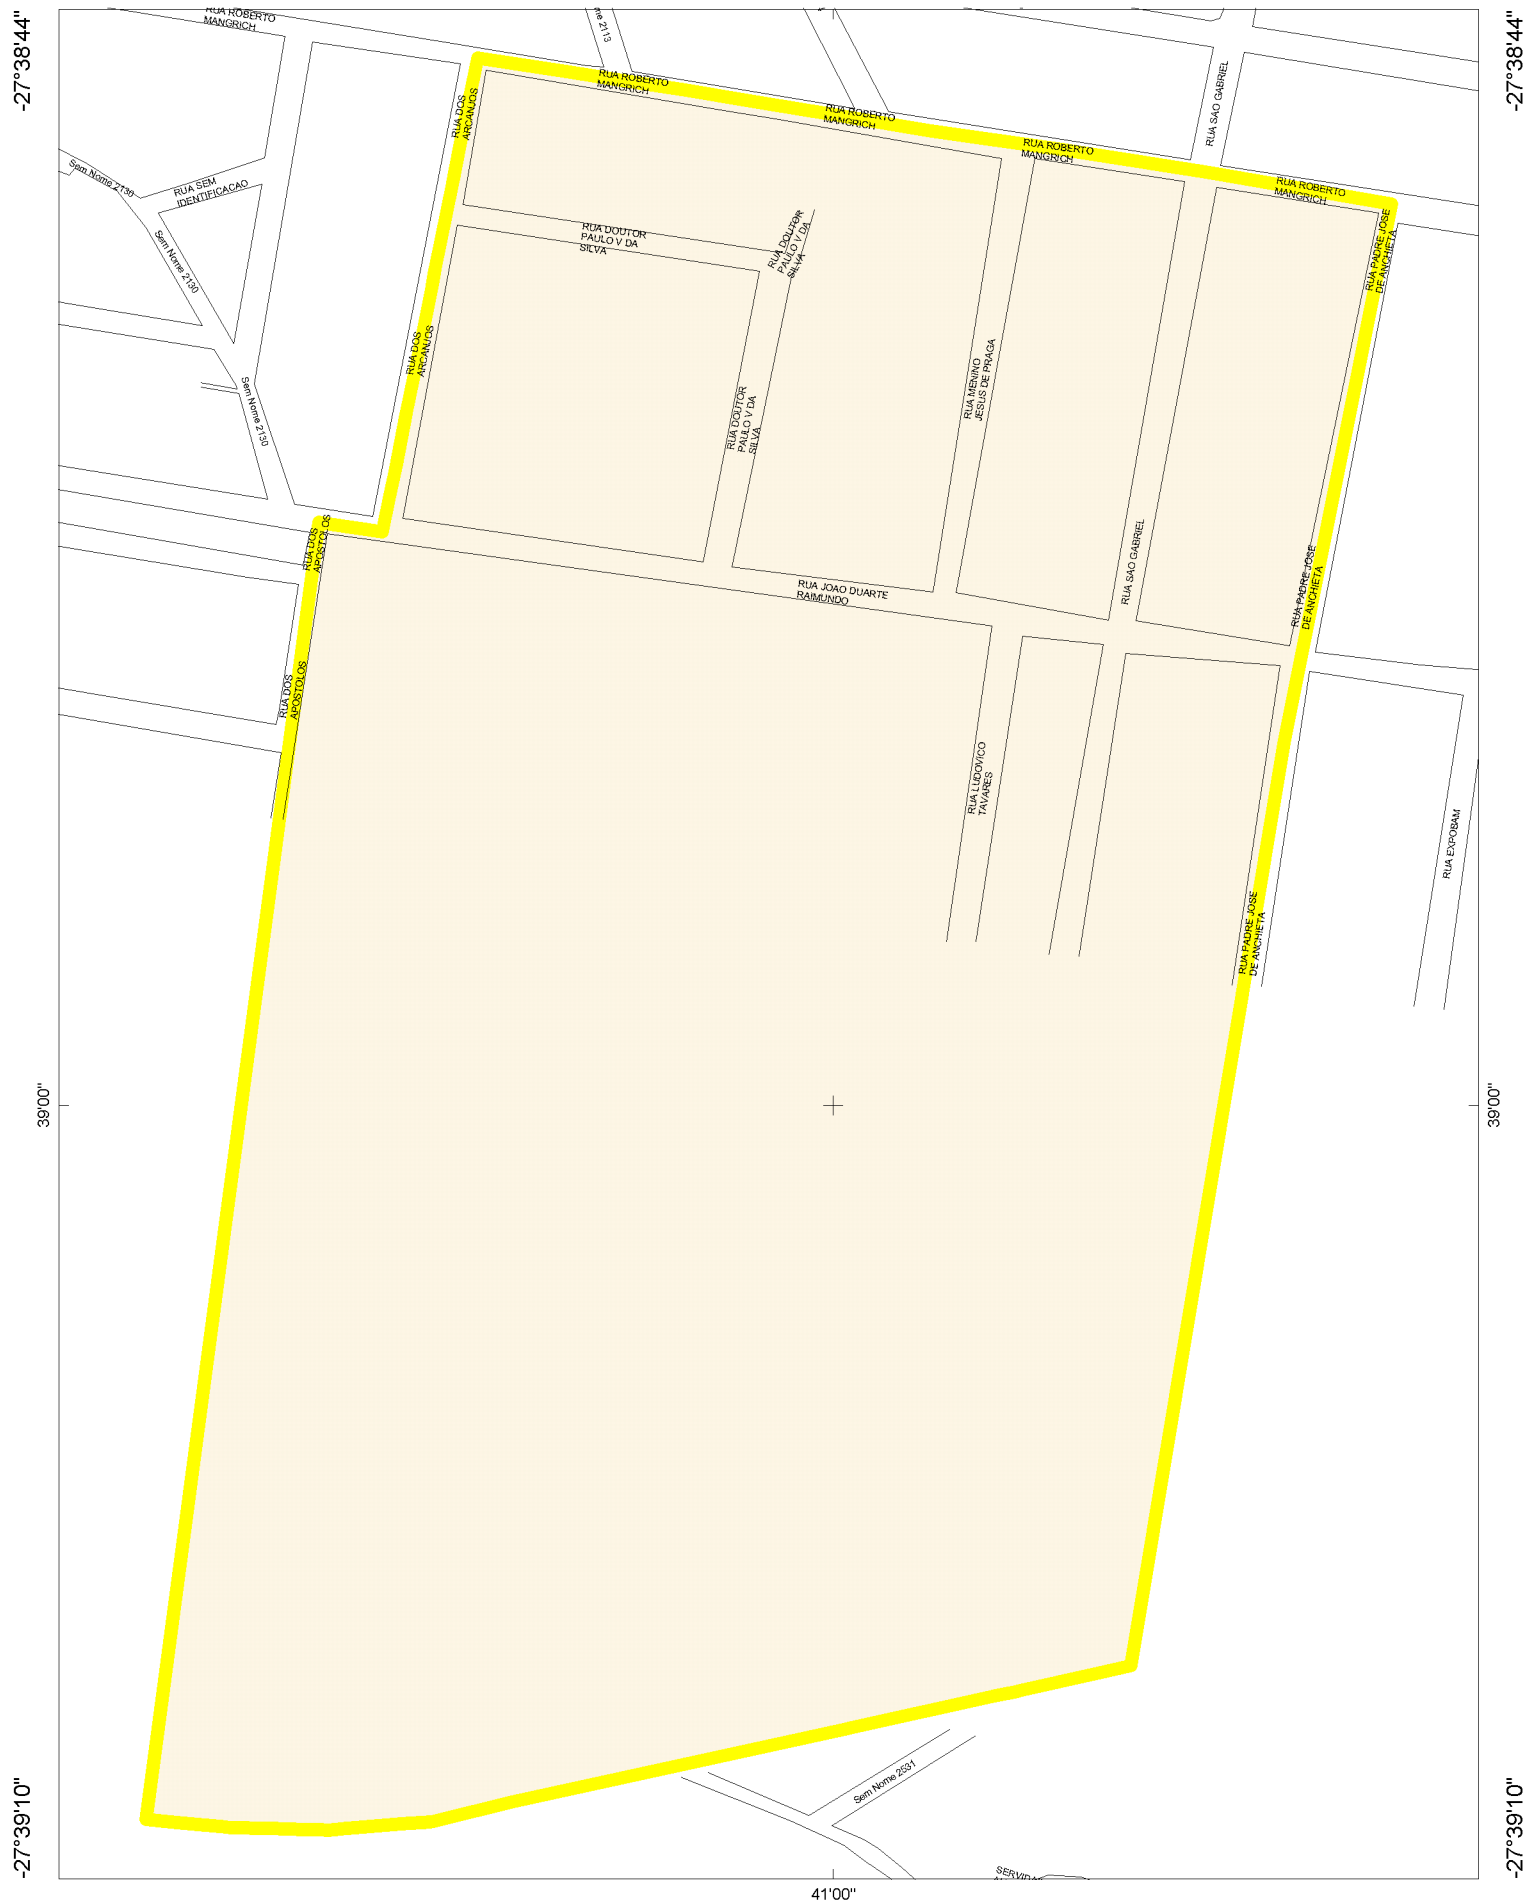 -27°38'44"
-27°38'44"
RUA ROBERTO
MANGRICH
me 2113
RUA ROBERTO
MANGRICH
RUA ROBERTO
MANGRICH
RUA ROBERTO
MANGRICH
RUA ROBERTO
MANGRICH
RUA SAO GABRIEL
RUA DOS
ARCANJOS
Sem Nome 2130
RUA SEM
IDENTIFICACAO
Sem Nome 2130
RUA DOUTOR
PAULO V DA
SILVA
RUA DOUTOR
PAULO V DA
SILVA
RUA PADRE JOSE
DE ANCHIETA
RUA DOS
ARCANJOS
RUA MENINO
JESUS DE PRAGA
Sem Nome 2130
RUA DOUTOR
PAULO V DA
SILVA
RUA DOS
APOSTOLOS
RUA SAO GABRIEL
RUA PADRE JOSE
DE ANCHIETA
RUA JOAO DUARTE
RAIMUNDO
RUA DOS
APOSTOLOS
RUA LUDOVICO
TAVARES
RUA EXPOBAM
RUA PADRE JOSE
DE ANCHIETA
39'00"
39'00"
Sem Nome 2531
-27°39'10"
-27°39'10"
SERVIDA
41'00"